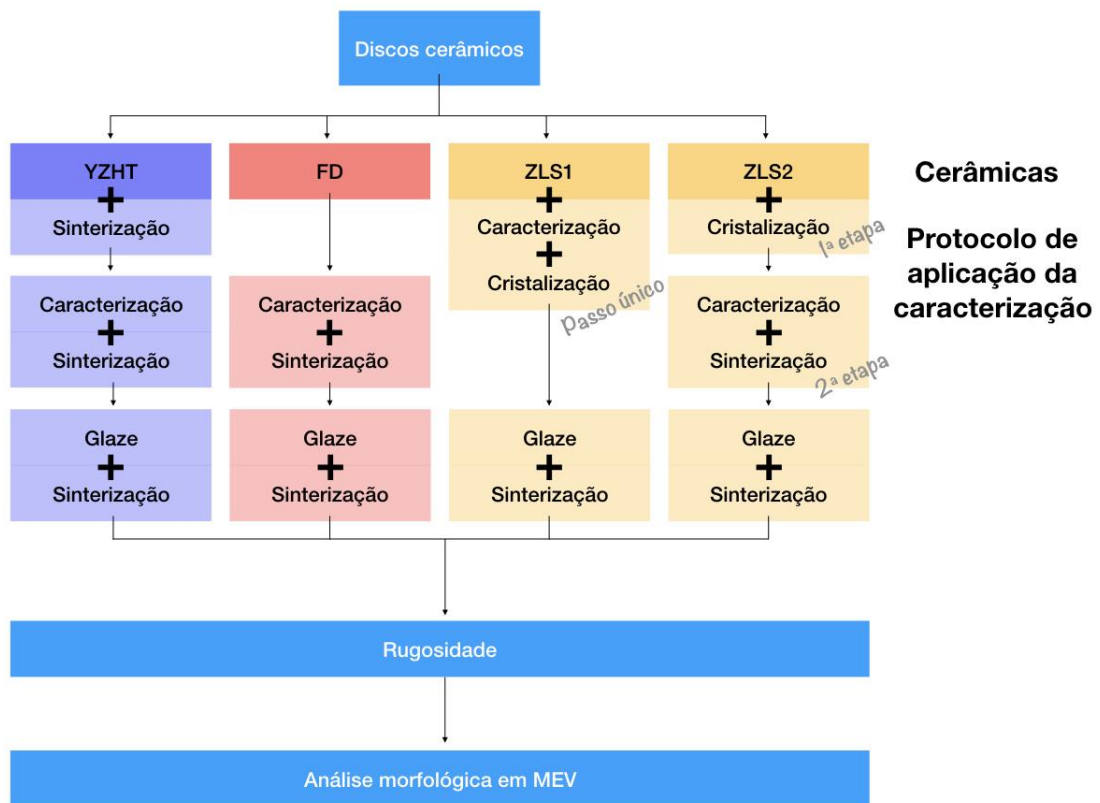 Discos cerâmicos
YZHT
+
Sinterização
Caracterização
+
Sinterização
Glaze
+
Sinterização
FD
Caracterização
+
Sinterização
Glaze
+
Sinterização
ZLS1
+
Caracterização
+
Cristalização
Passo único
Glaze
+
Sinterização
ZLS2
+
Cristalização
1ª etapa
Caracterização
+
Sinterização
2ª etapa
Glaze
+
Sinterização
Cerâmicas
Protocolo de
aplicação da
caracterização
Rugosidade
Análise morfológica em MEV